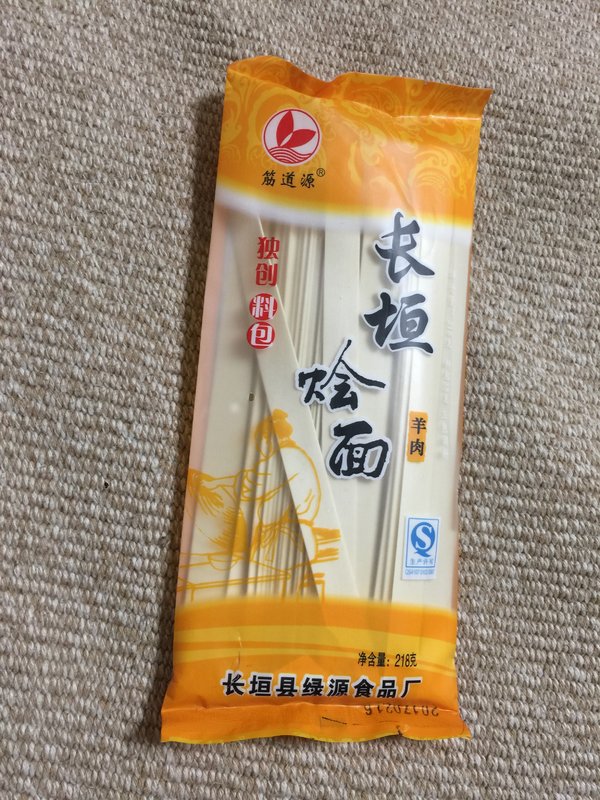 筋道源®
独创料包
长垣
烩面
羊肉
生产许可
净含量：218克
长垣县绿源食品厂
20170216